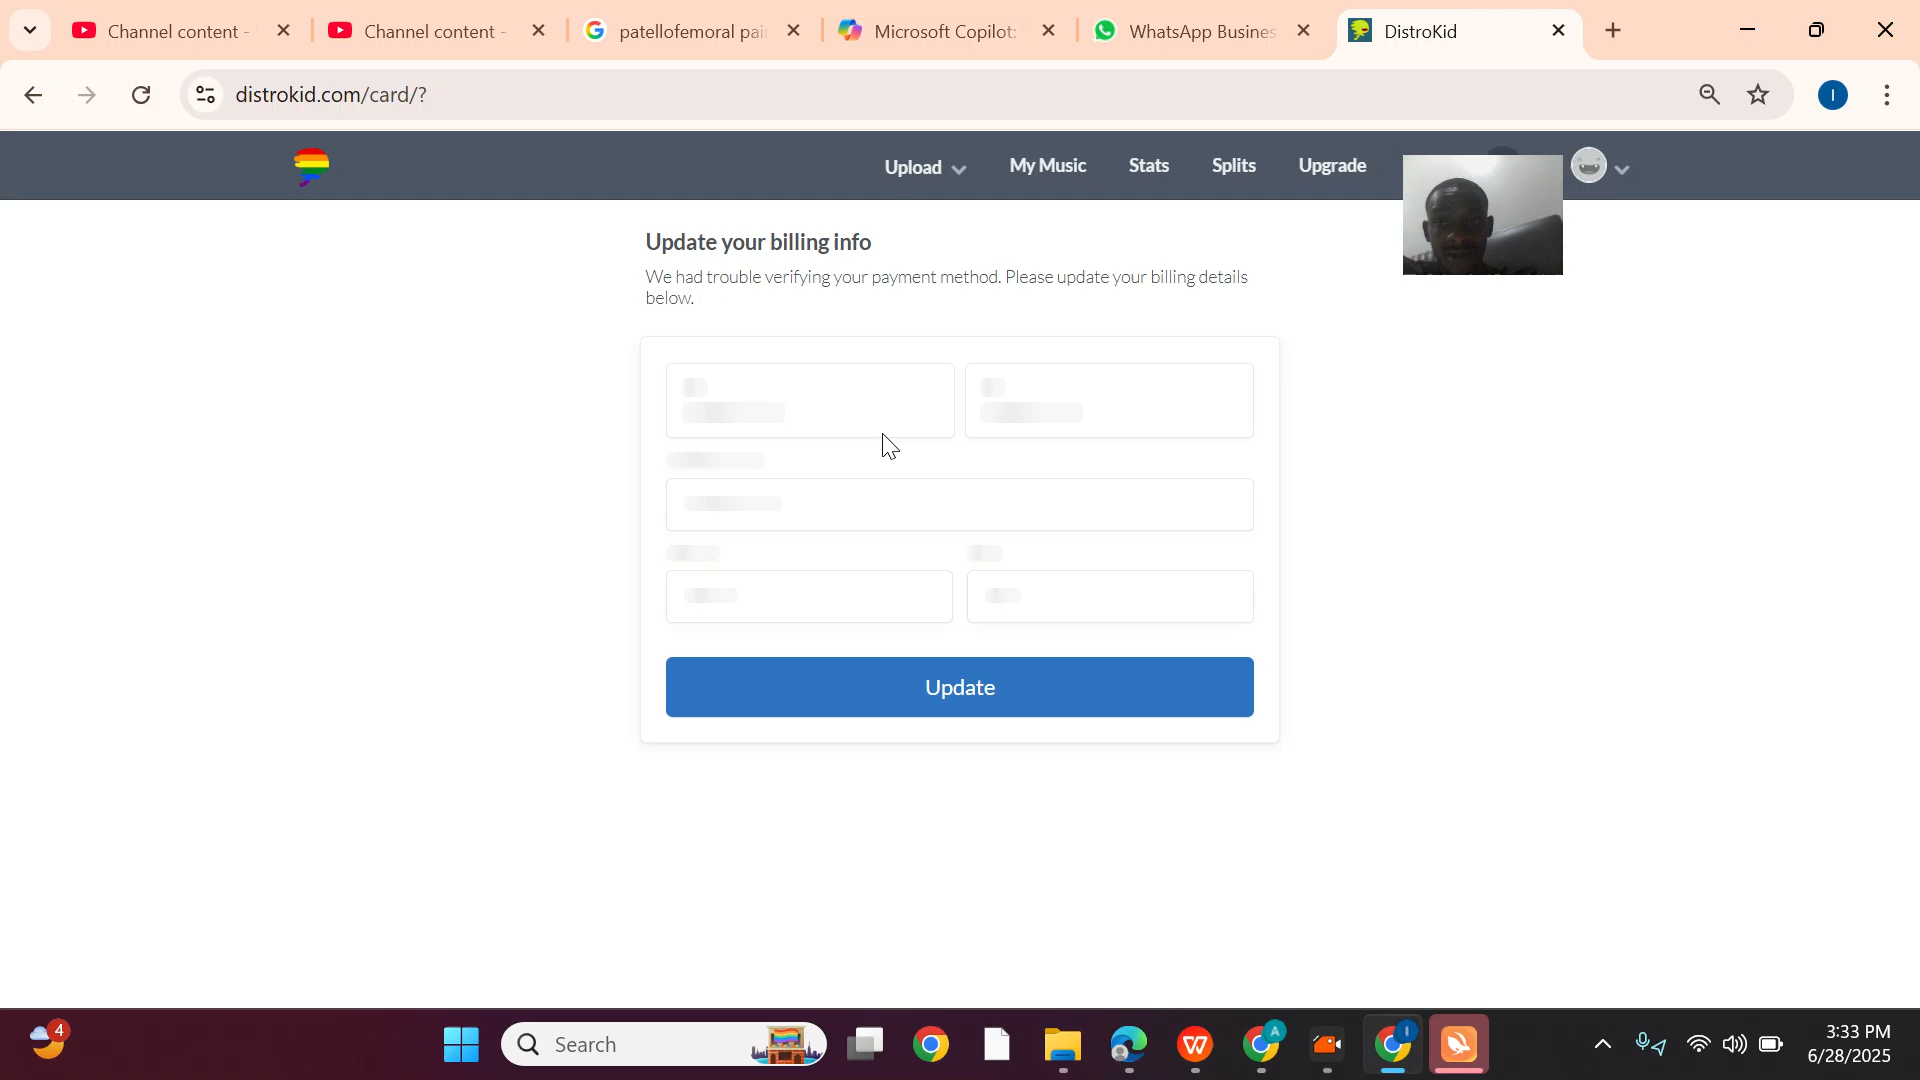 Channel content -
Channel content -
patellofemoral pai
Microsoft Copilot:
WhatsApp Busines
DistroKid
distrokid.com/card/?
I
Upload
My Music
Stats
Splits
Upgrade
Update your billing info
We had trouble verifying your payment method. Please update your billing details
below.
Update
4
Search
A
I
3:33 PM
6/28/2025